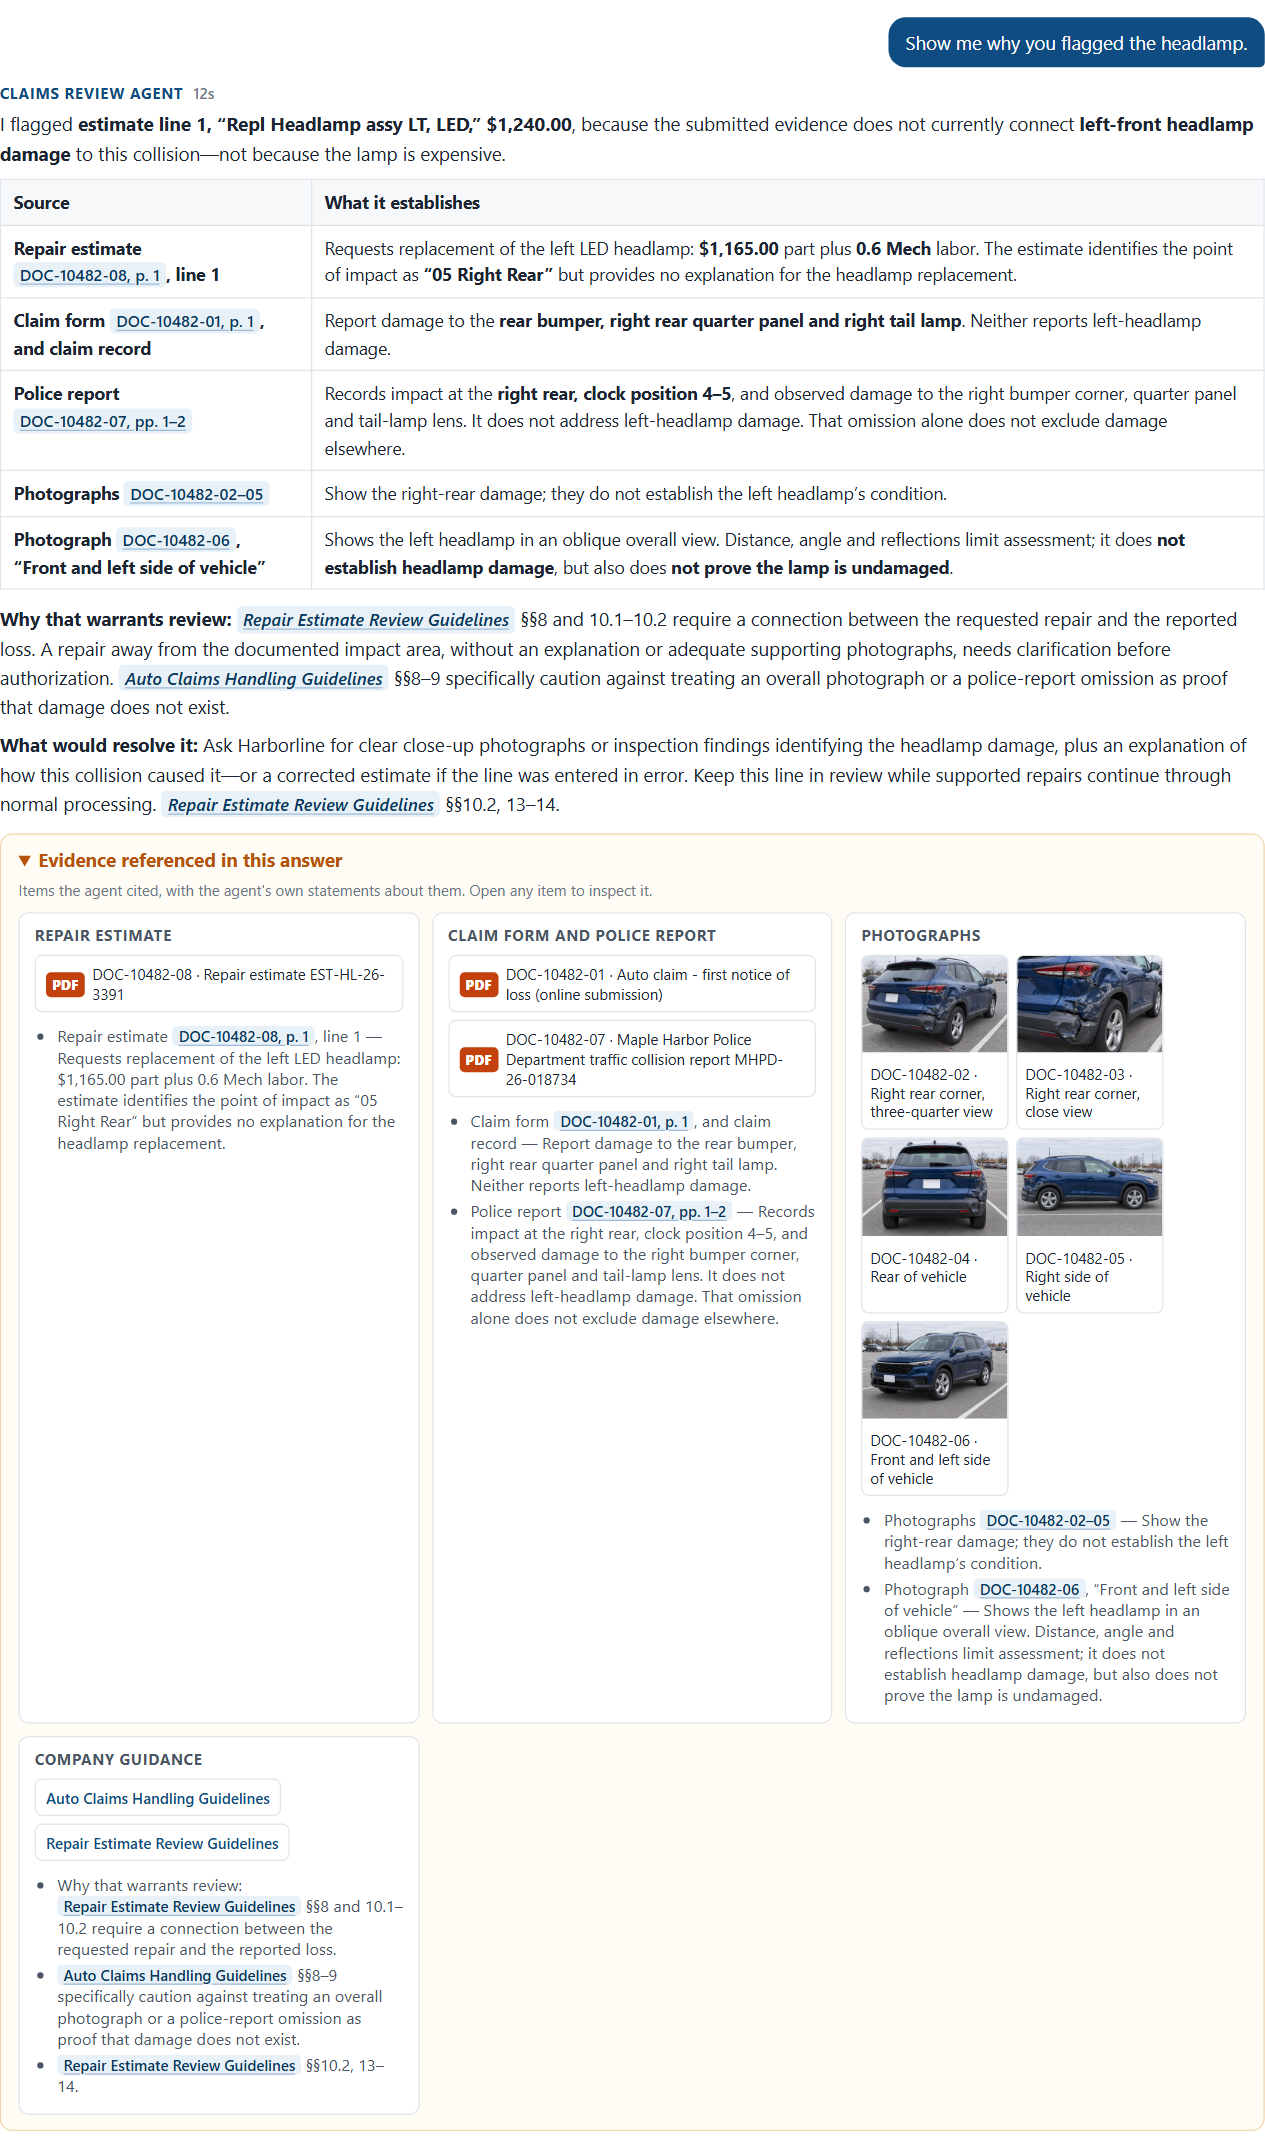 Show me why you flagged the headlamp.
CLAIMS REVIEW AGENT 12s
I flagged estimate line 1, “Repl Headlamp assy LT, LED,” $1,240.00, because the submitted evidence does not currently connect left-front headlamp
damage to this collision—not because the lamp is expensive.
Source What it establishes
Repair estimate
DOC-10482-08, p. 1, line 1
Requests replacement of the left LED headlamp: $1,165.00 part plus 0.6 Mech labor. The estimate identifies the point
of impact as “05 Right Rear” but provides no explanation for the headlamp replacement.
Claim form DOC-10482-01, p. 1,
and claim record
Report damage to the rear bumper, right rear quarter panel and right tail lamp. Neither reports left-headlamp
damage.
Police report
DOC-10482-07, pp. 1–2
Records impact at the right rear, clock position 4–5, and observed damage to the right bumper corner, quarter panel
and tail-lamp lens. It does not address left-headlamp damage. That omission alone does not exclude damage
elsewhere.
Photographs DOC-10482-02–05
Show the right-rear damage; they do not establish the left headlamp’s condition.
Photograph DOC-10482-06,
“Front and left side of vehicle”
Shows the left headlamp in an oblique overall view. Distance, angle and reflections limit assessment; it does not
establish headlamp damage, but also does not prove the lamp is undamaged.
Why that warrants review: Repair Estimate Review Guidelines §§8 and 10.1–10.2 require a connection between the requested repair and the reported
loss. A repair away from the documented impact area, without an explanation or adequate supporting photographs, needs clarification before
authorization. Auto Claims Handling Guidelines §§8–9 specifically caution against treating an overall photograph or a police-report omission as proof
that damage does not exist.
What would resolve it: Ask Harborline for clear close-up photographs or inspection findings identifying the headlamp damage, plus an explanation of
how this collision caused it—or a corrected estimate if the line was entered in error. Keep this line in review while supported repairs continue through
normal processing. Repair Estimate Review Guidelines §§10.2, 13–14.
▼ Evidence referenced in this answer
Items the agent cited, with the agent's own statements about them. Open any item to inspect it.
REPAIR ESTIMATE
PDF DOC-10482-08 · Repair estimate EST-HL-26-
3391
• Repair estimate DOC-10482-08, p. 1, line 1 —
Requests replacement of the left LED headlamp:
$1,165.00 part plus 0.6 Mech labor. The
estimate identifies the point of impact as “05
Right Rear” but provides no explanation for the
headlamp replacement.
CLAIM FORM AND POLICE REPORT
PDF DOC-10482-01 · Auto claim - first notice of
loss (online submission)
PDF DOC-10482-07 · Maple Harbor Police
Department traffic collision report MHPD-
26-018734
• Claim form DOC-10482-01, p. 1, and claim
record — Report damage to the rear bumper,
right rear quarter panel and right tail lamp.
Neither reports left-headlamp damage.
• Police report DOC-10482-07, pp. 1–2 — Records
impact at the right rear, clock position 4–5, and
observed damage to the right bumper corner,
quarter panel and tail-lamp lens. It does not
address left-headlamp damage. That omission
alone does not exclude damage elsewhere.
PHOTOGRAPHS
DOC-10482-02 ·
Right rear corner,
three-quarter view
DOC-10482-03 ·
Right rear corner,
close view
DOC-10482-04 ·
Rear of vehicle
DOC-10482-05 ·
Right side of
vehicle
DOC-10482-06 ·
Front and left side
of vehicle
• Photographs DOC-10482-02–05 — Show the
right-rear damage; they do not establish the left
headlamp’s condition.
• Photograph DOC-10482-06, “Front and left side
of vehicle” — Shows the left headlamp in an
oblique overall view. Distance, angle and
reflections limit assessment; it does not
establish headlamp damage, but also does not
prove the lamp is undamaged.
COMPANY GUIDANCE
Auto Claims Handling Guidelines
Repair Estimate Review Guidelines
• Why that warrants review:
Repair Estimate Review Guidelines §§8 and 10.1–
10.2 require a connection between the
requested repair and the reported loss.
• Auto Claims Handling Guidelines §§8–9
specifically caution against treating an overall
photograph or a police-report omission as
proof that damage does not exist.
• Repair Estimate Review Guidelines §§10.2, 13–
14.